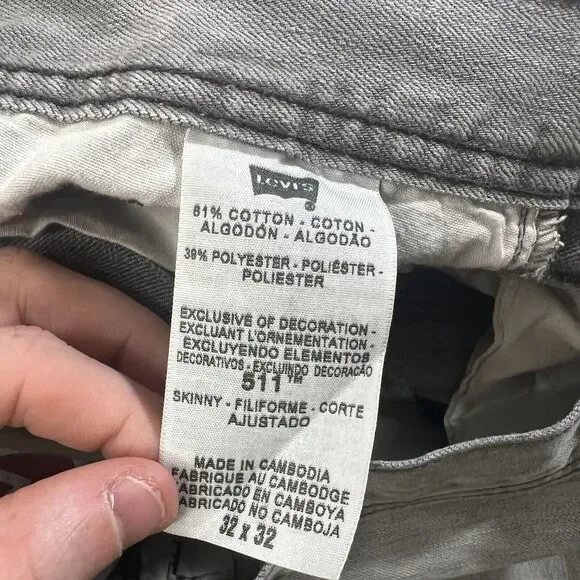 Levi's
61% COTTON - COTON -
ALGODÓN - ALGODÃO
39% POLYESTER - POLIÉSTER -
POLIESTER
EXCLUSIVE OF DECORATION -
EXCLUANT L'ORNEMENTATION -
EXCLUYENDO ELEMENTOS
DECORATIVOS - EXCLUINDO DECORAÇÃO
511™
SKINNY - FILIFORME - CORTE
AJUSTADO
MADE IN CAMBODIA
FABRIQUE AU CAMBODGE
FABRICADO EN CAMBOYA
FABRICADO NO CAMBOJA
32 x 32